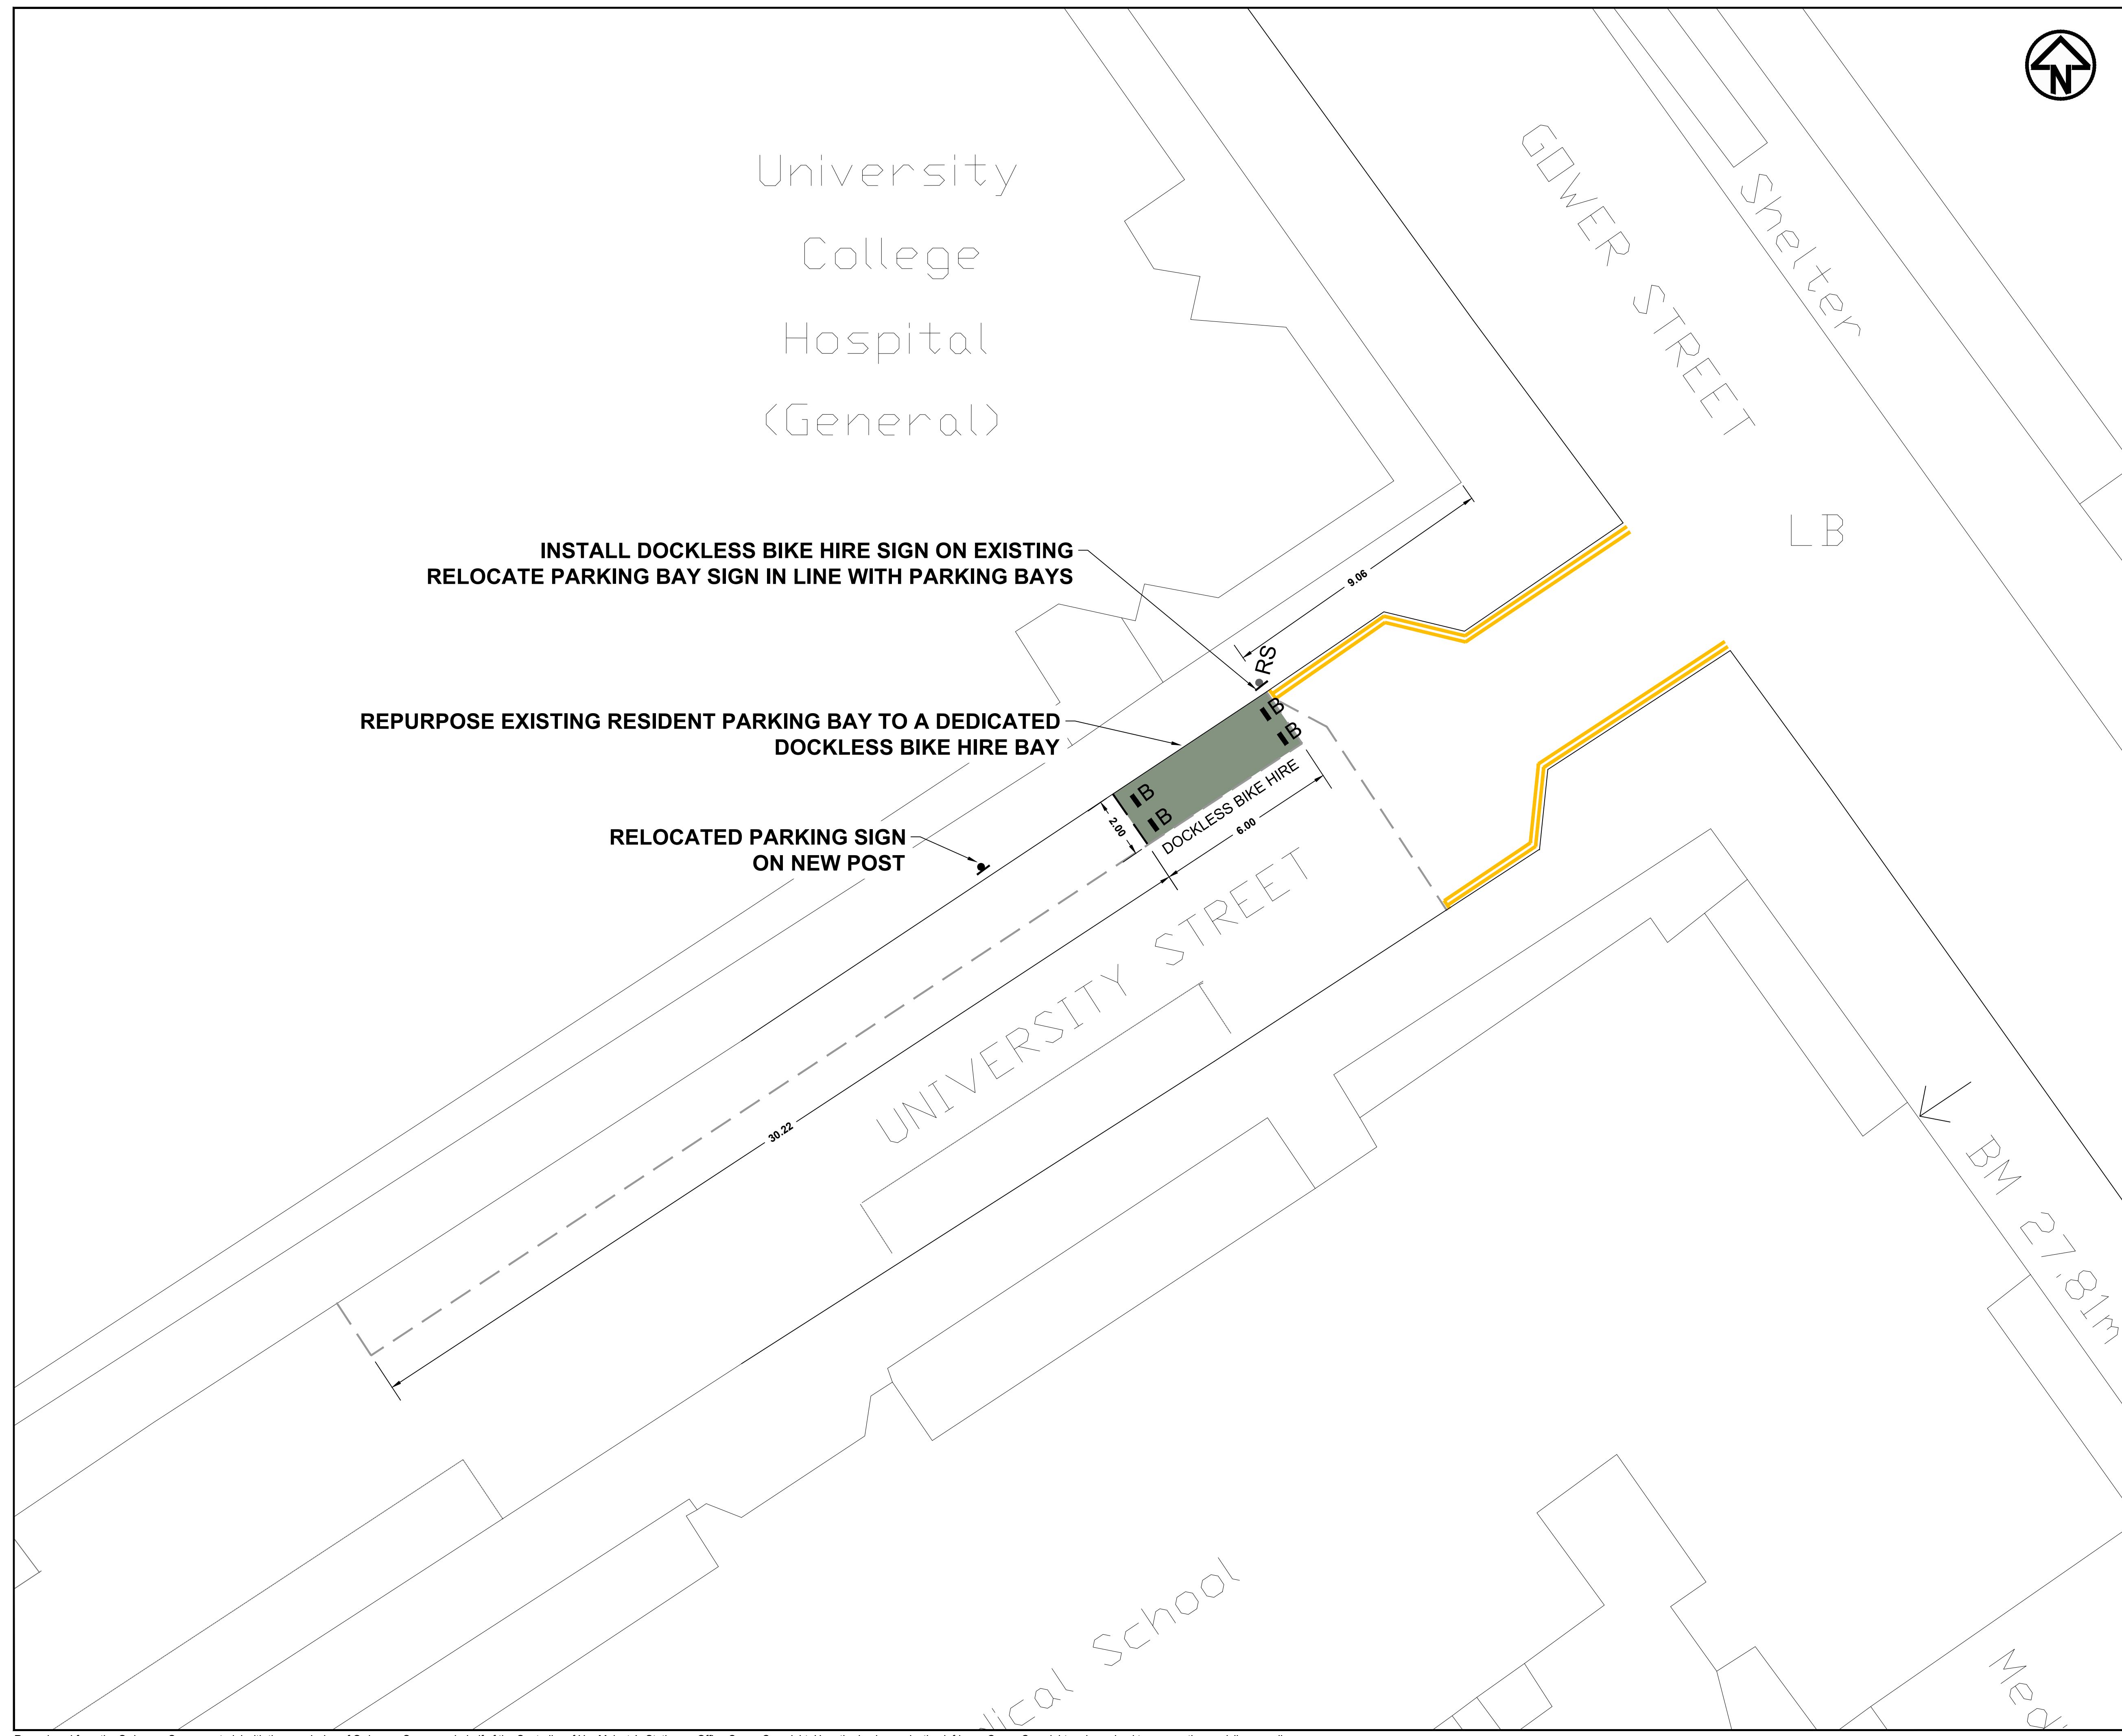 N
University
College
Hospital
(General)
GOWER STREET
Shelter
LB
INSTALL DOCKLESS BIKE HIRE SIGN ON EXISTING
RELOCATE PARKING BAY SIGN IN LINE WITH PARKING BAYS
9.06
RS
REPURPOSE EXISTING RESIDENT PARKING BAY TO A DEDICATED
DOCKLESS BIKE HIRE BAY
B
B
B
B
DOCKLESS BIKE HIRE
2.00
6.00
RELOCATED PARKING SIGN
ON NEW POST
UNIVERSITY STREET
30.22
BM 27.81m
School